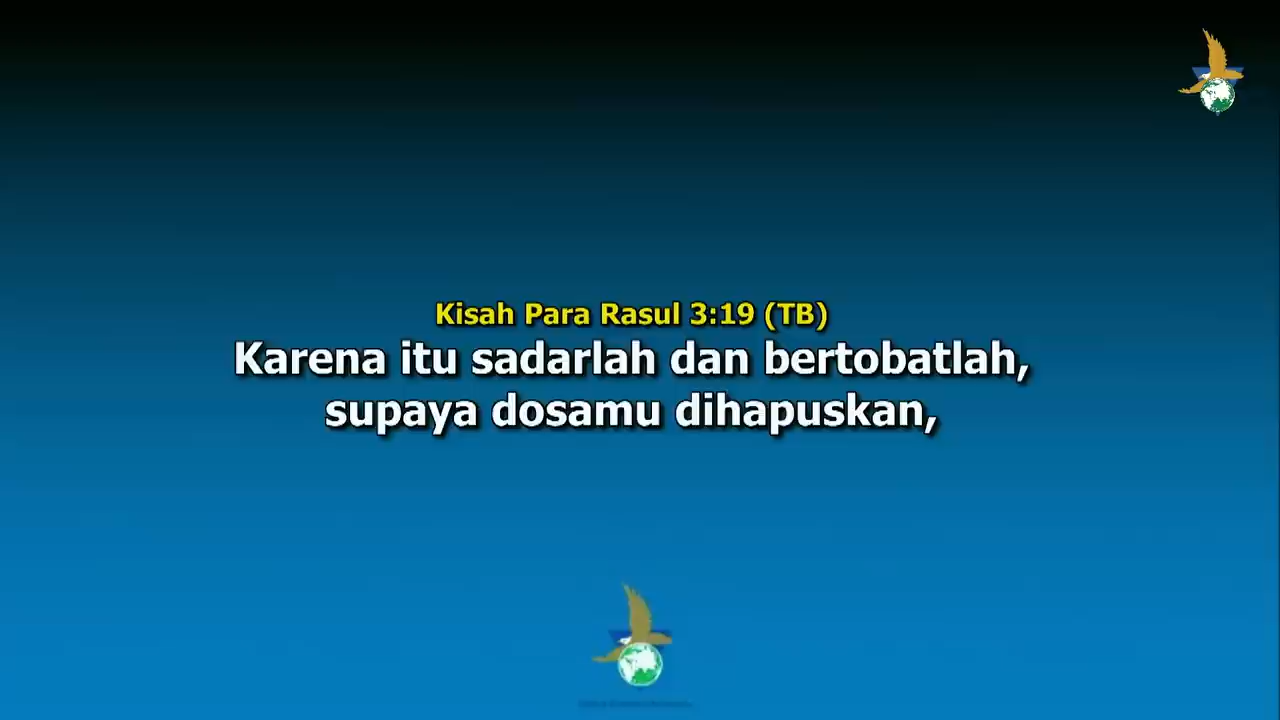 Kisah Para Rasul 3:19 (TB)
Karena itu sadarlah dan bertobatlah,
supaya dosamu dihapuskan,